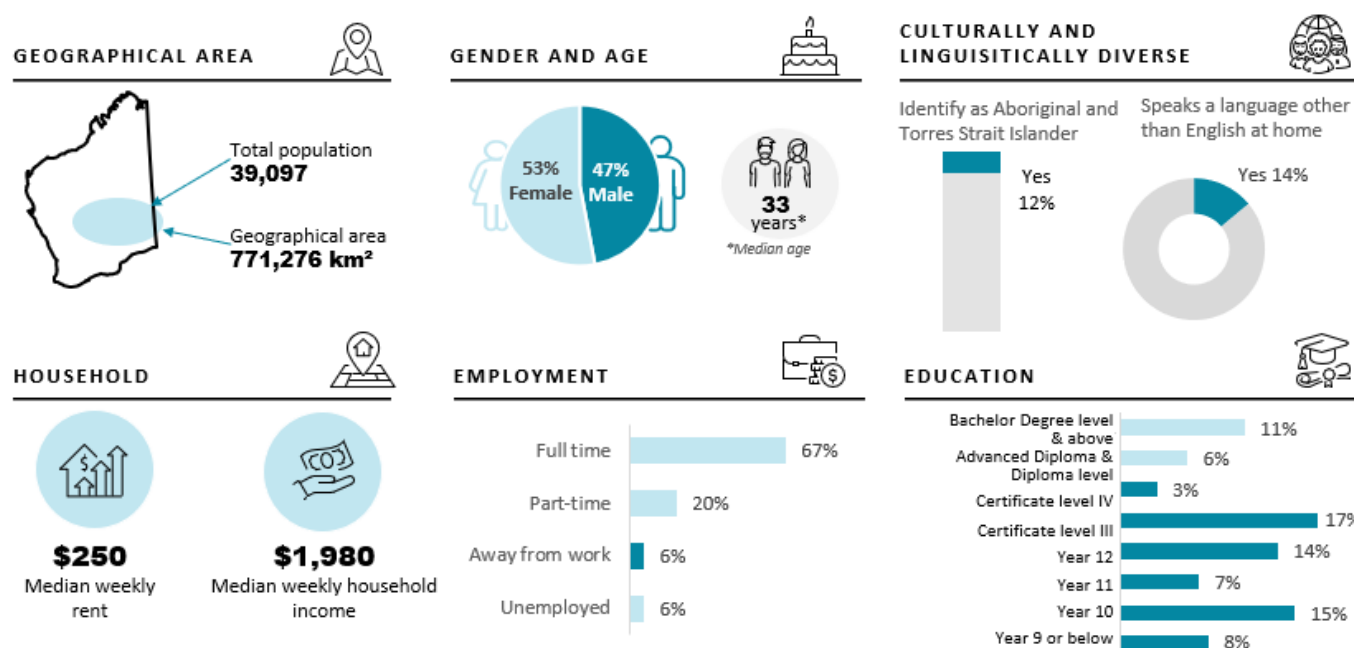 GEOGRAPHICAL AREA
Total population
39,097
Geographical area
771,276 km²
GENDER AND AGE
53%
Female
47%
Male
33
years*
*Median age
CULTURALLY AND
LINGUISITICALLY DIVERSE
Identify as Aboriginal and
Torres Strait Islander
Yes
12%
Speaks a language other
than English at home
Yes 14%
HOUSEHOLD
$250
Median weekly
rent
$1,980
Median weekly household
income
EMPLOYMENT
Full time 67%
Part-time 20%
Away from work 6%
Unemployed 6%
EDUCATION
Bachelor Degree level
& above 11%
Advanced Diploma &
Diploma level 6%
Certificate level IV 3%
Certificate level III 17%
Year 12 14%
Year 11 7%
Year 10 15%
Year 9 or below 8%